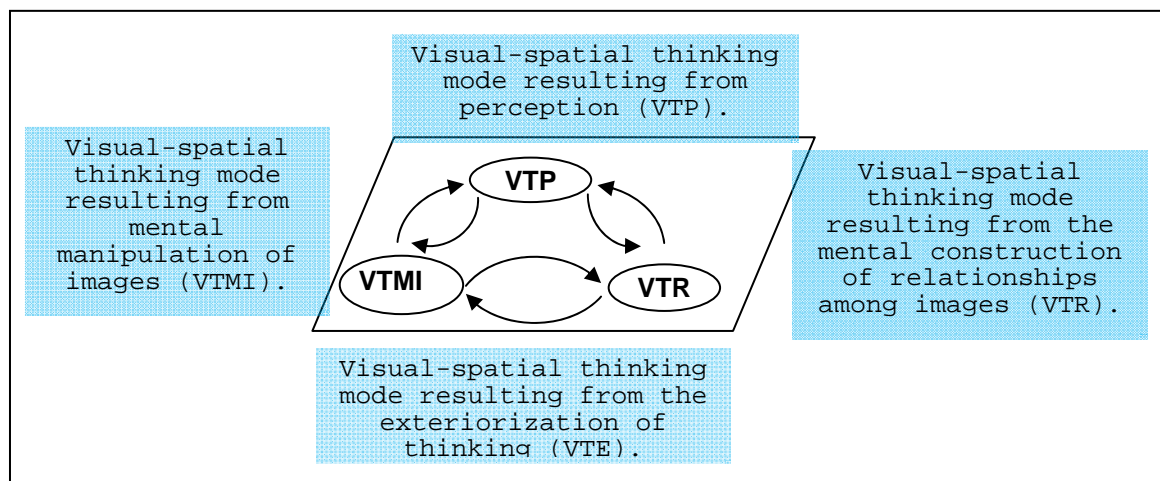 Visual-spatial thinking
mode resulting from
perception (VTP).
Visual-spatial
thinking mode
resulting from
mental
manipulation of
images (VTMI).
VTP
VTMI
VTR
Visual-spatial
thinking mode
resulting from the
mental construction
of relationships
among images (VTR).
Visual-spatial thinking
mode resulting from the
exteriorization of
thinking (VTE).